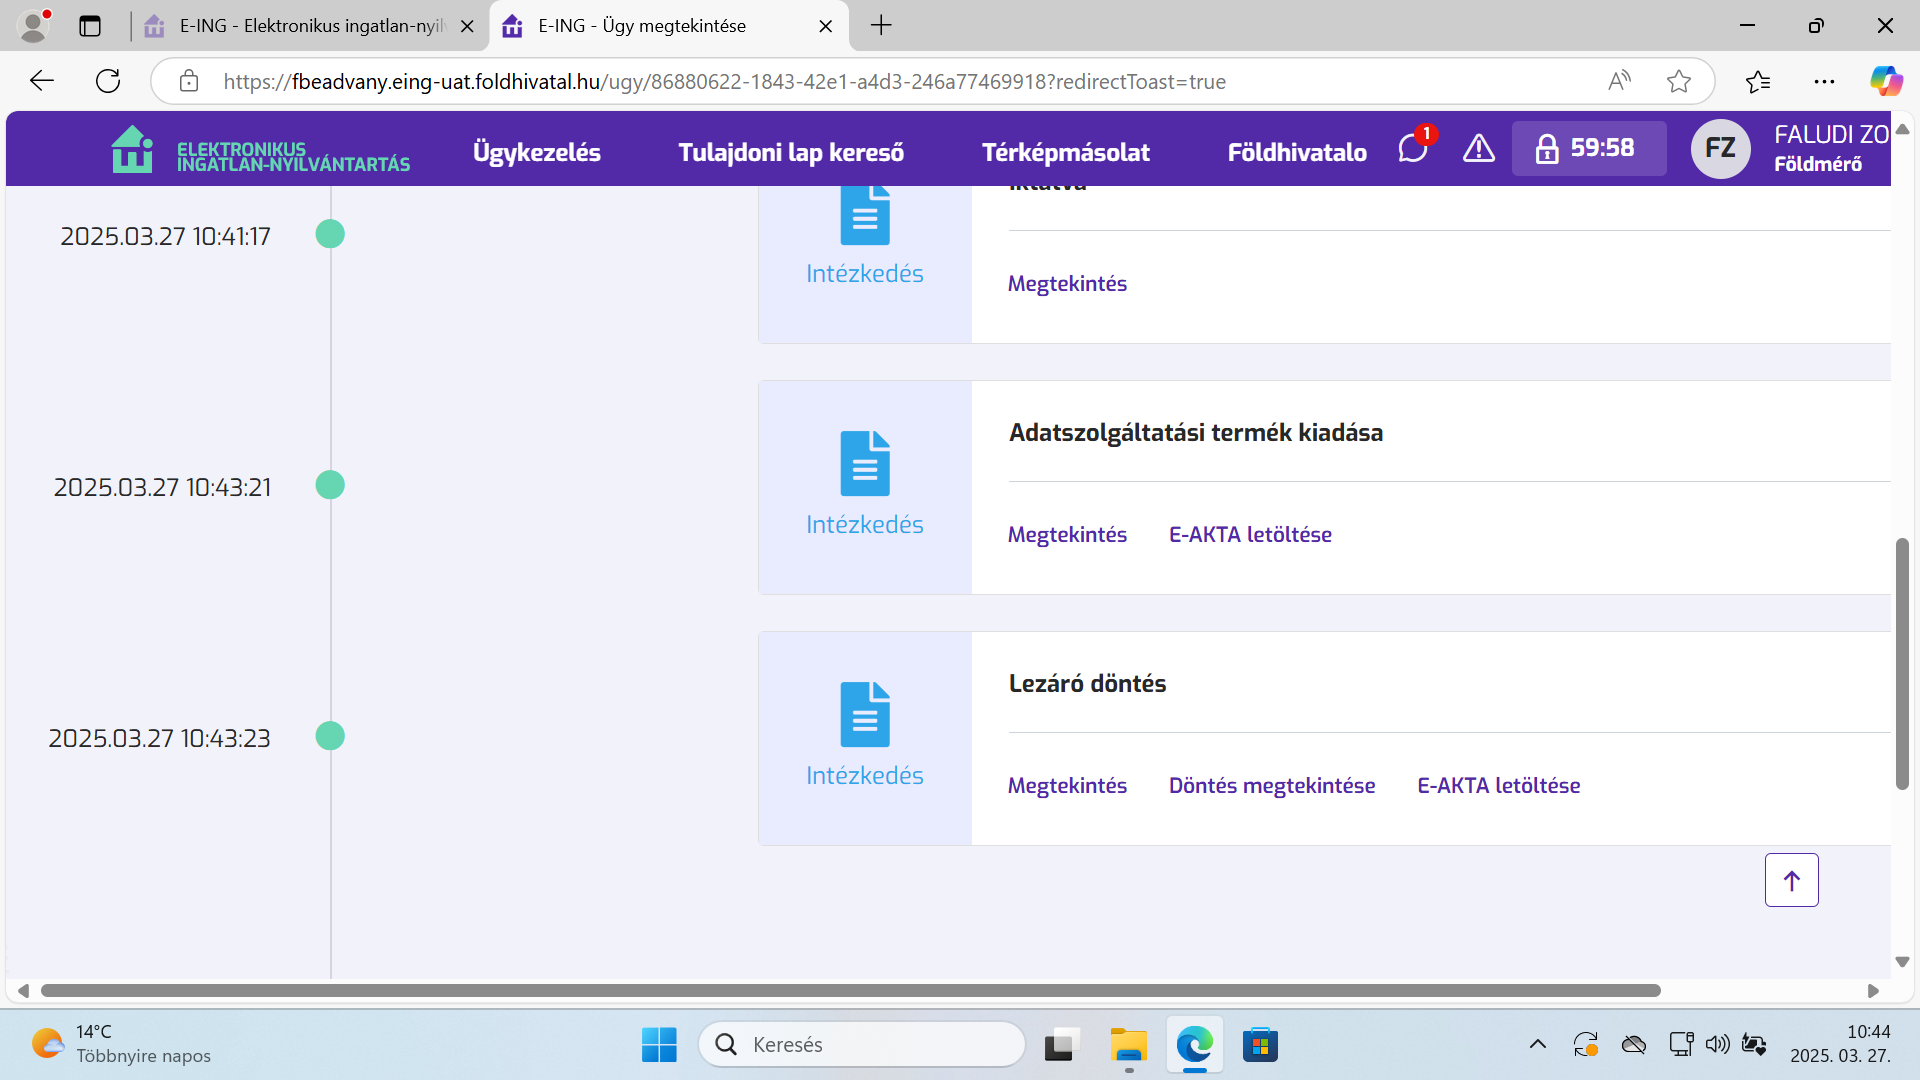 E-ING - Elektronikus ingatlan-nyil
E-ING - Ügy megtekintése
https://fbeadvany.eing-uat.foldhivatal.hu/ugy/86880622-1843-42e1-a4d3-246a77469918?redirectToast=true
ELEKTRONIKUS
INGATLAN-NYILVÁNTARTÁS
Ügykezelés
Tulajdoni lap kereső
Térképmásolat
Földhivatalo
1
59:58
FZ
FALUDI ZO
Földmérő
Iktatva
2025.03.27 10:41:17
Intézkedés
Megtekintés
Adatszolgáltatási termék kiadása
2025.03.27 10:43:21
Intézkedés
Megtekintés
E-AKTA letöltése
Lezáró döntés
2025.03.27 10:43:23
Intézkedés
Megtekintés
Döntés megtekintése
E-AKTA letöltése
14°C
Többnyire napos
Keresés
10:44
2025. 03. 27.